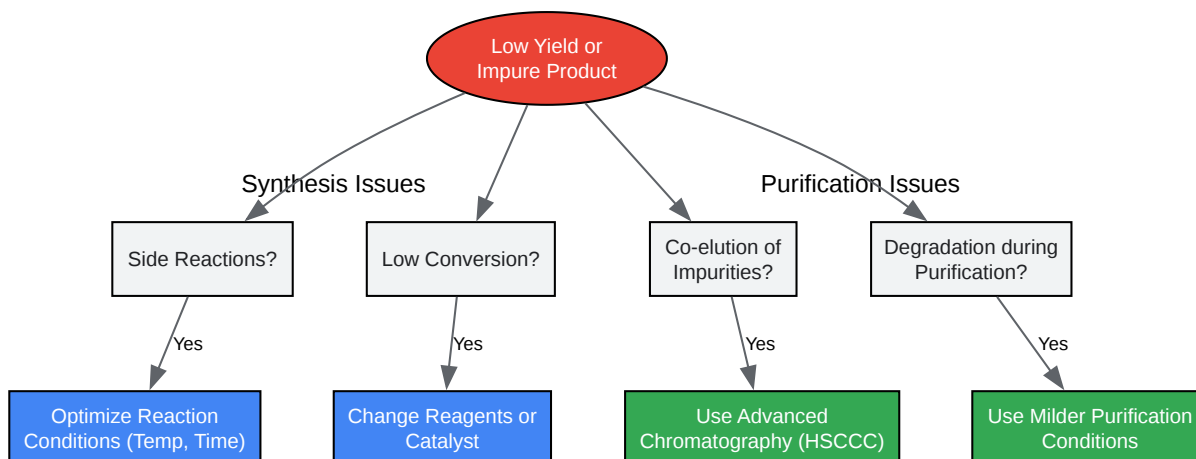 Low Yield or
Impure Product
Synthesis Issues
Purification Issues
Side Reactions?
Low Conversion?
Co-elution of
Impurities?
Degradation during
Purification?
Yes
Yes
Yes
Yes
Optimize Reaction
Conditions (Temp, Time)
Change Reagents or
Catalyst
Use Advanced
Chromatography (HSCCC)
Use Milder Purification
Conditions